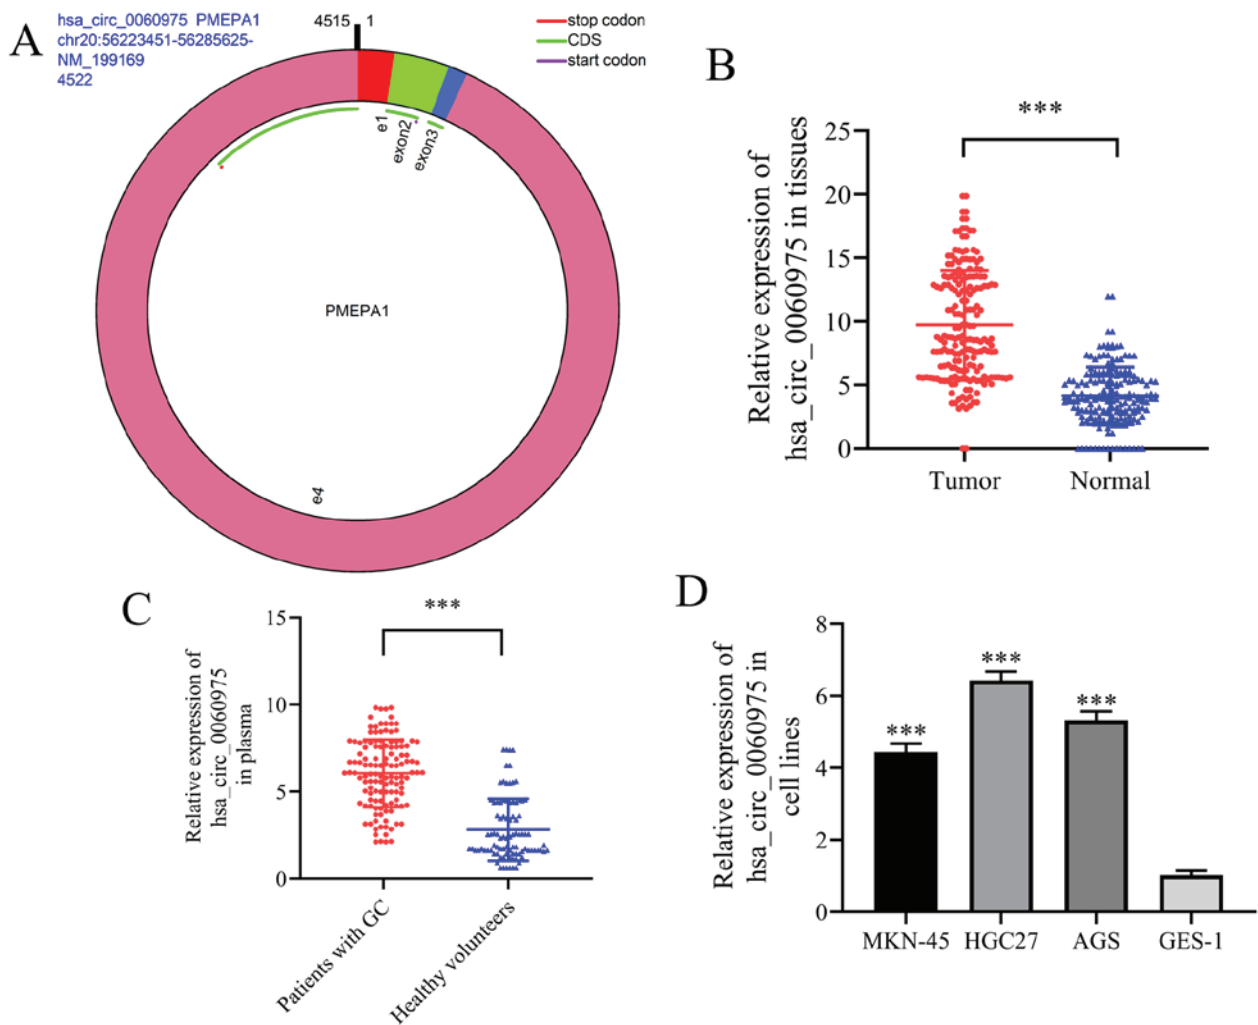 A
hsa_circ_0060975 PMEPA1
chr20:56223451-56285625-
NM_199169
4522
4515 1
stop codon
CDS
start codon
e1
exon2
exon3
PMEPA1
e4
B
Relative expression of
hsa_circ_0060975 in tissues
***
25
20
15
10
5
0
Tumor Normal
C
Relative expression of
hsa_circ_0060975
in plasma
***
15
10
5
0
Patients with GC
Healthy volunteers
D
Relative expression of
hsa_circ_0060975 in
cell lines
8
6
4
2
0
***
***
***
MKN-45 HGC27 AGS GES-1